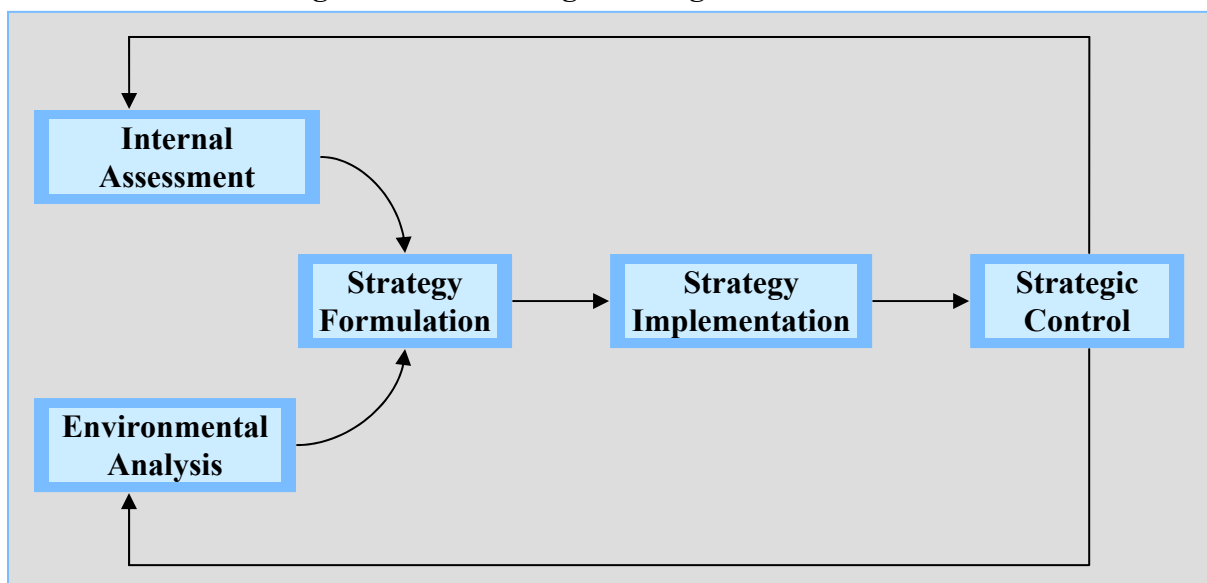 Internal
Assessment
Strategy
Formulation
Strategy
Implementation
Strategic
Control
Environmental
Analysis